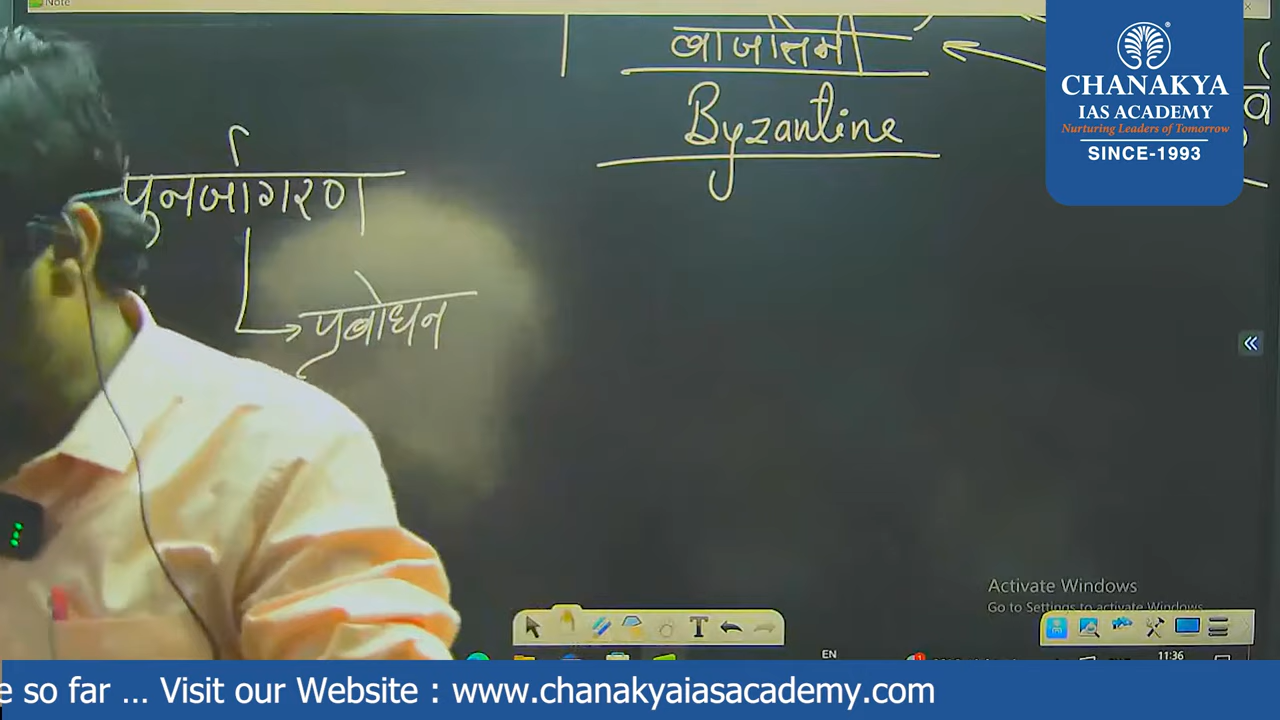 Note
बाजंतिनी
Byzantine
पुनर्जागरण
प्रबोधन
CHANAKYA
IAS ACADEMY
Nurturing Leaders of Tomorrow
SINCE-1993
Activate Windows
Go to Settings to activate Windows.
T
EN
11:36
e so far ... Visit our Website : www.chanakyaiasacademy.com